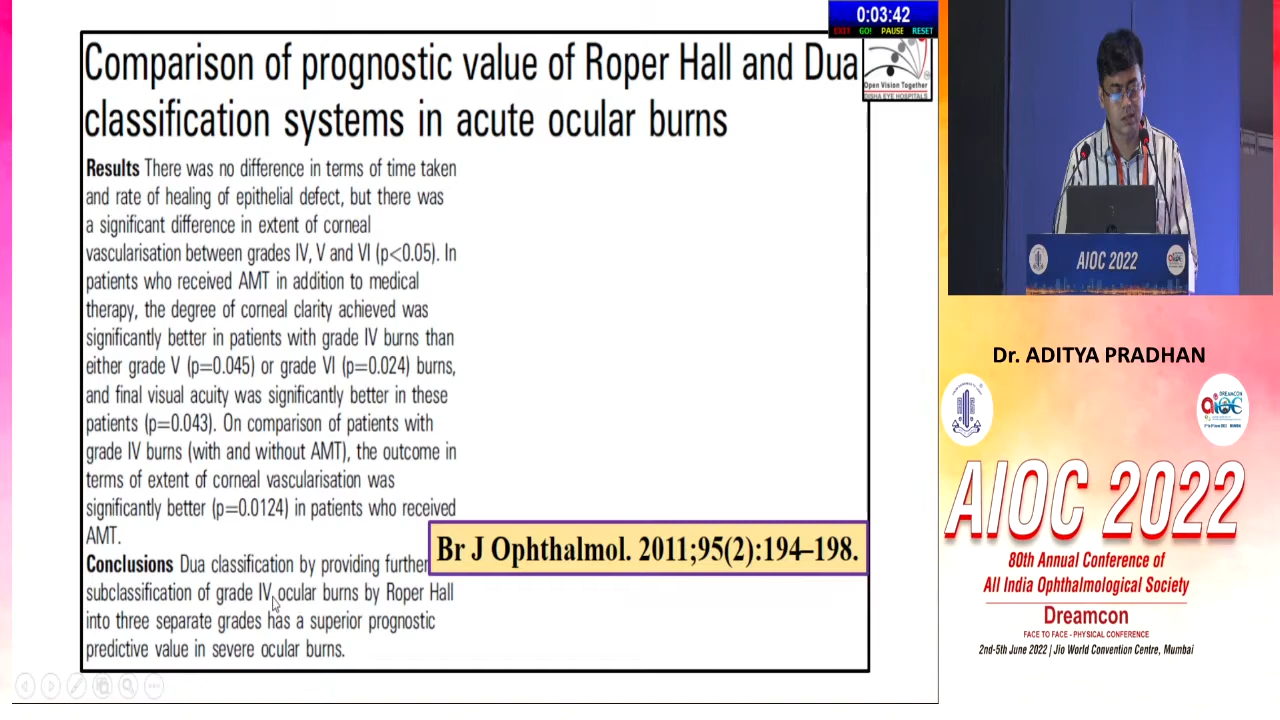 0:03:42
EXIT GO! PAUSE RESET
Comparison of prognostic value of Roper Hall and Dua
classification systems in acute ocular burns
Open Vision Together
DISHA EYE HOSPITALS
Results There was no difference in terms of time taken
and rate of healing of epithelial defect, but there was
a significant difference in extent of corneal
vascularisation between grades IV, V and VI (p<0.05). In
patients who received AMT in addition to medical
therapy, the degree of corneal clarity achieved was
significantly better in patients with grade IV burns than
either grade V (p=0.045) or grade VI (p=0.024) burns,
and final visual acuity was significantly better in these
patients (p=0.043). On comparison of patients with
grade IV burns (with and without AMT), the outcome in
terms of extent of corneal vascularisation was
significantly better (p=0.0124) in patients who received
AMT.
Conclusions Dua classification by providing further
subclassification of grade IV ocular burns by Roper Hall
into three separate grades has a superior prognostic
predictive value in severe ocular burns.
Br J Ophthalmol. 2011;95(2):194–198.
AIOC 2022
Dr. ADITYA PRADHAN
AIOC 2022
80th Annual Conference of
All India Ophthalmological Society
Dreamcon
FACE TO FACE - PHYSICAL CONFERENCE
2nd-5th June 2022 | Jio World Convention Centre, Mumbai